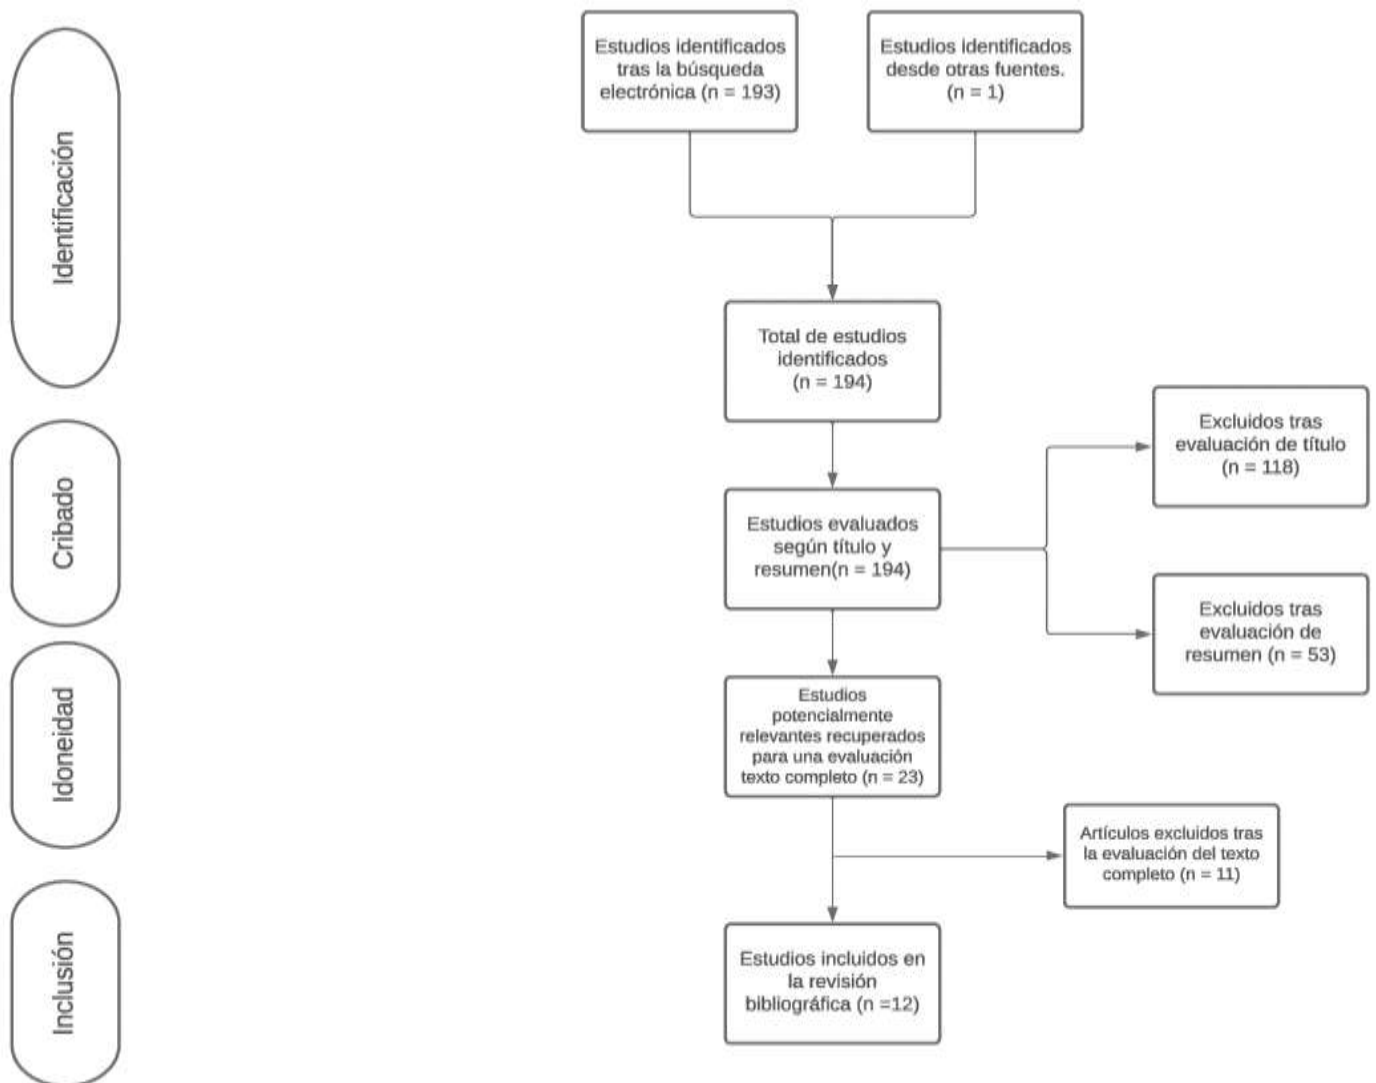 Identificación
Estudios identificados
tras la búsqueda
electrónica (n = 193)
Estudios identificados
desde otras fuentes.
(n = 1)
Total de estudios
identificados
(n = 194)
Cribado
Estudios evaluados
según título y
resumen(n = 194)
Excluidos tras
evaluación de título
(n = 118)
Excluidos tras
evaluación de
resumen (n = 53)
Idoneidad
Estudios
potencialmente
relevantes recuperados
para una evaluación
texto completo (n = 23)
Artículos excluidos tras
la evaluación del texto
completo (n = 11)
Inclusión
Estudios incluidos en
la revisión
bibliográfica (n =12)